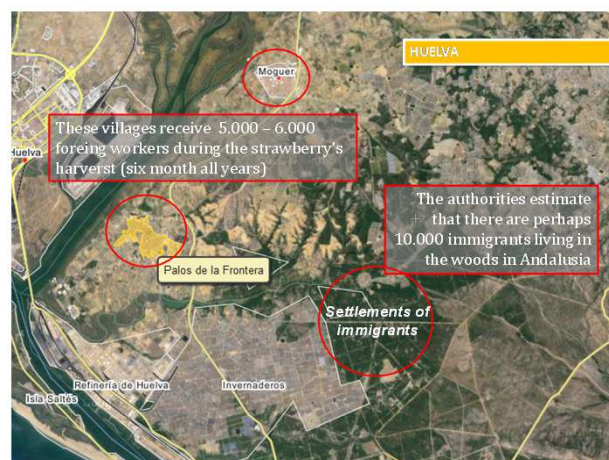 HUELVA
Moguer
These villages receive 5.000 – 6.000
foreing workers during the strawberry's
harverst (six month all years)
Huelva
The authorities estimate
that there are perhaps
10.000 immigrants living in
the woods in Andalusia
Palos de la Frontera
Settlements of
immigrants
Refinería de Huelva
Invernaderos
Isla Saltés